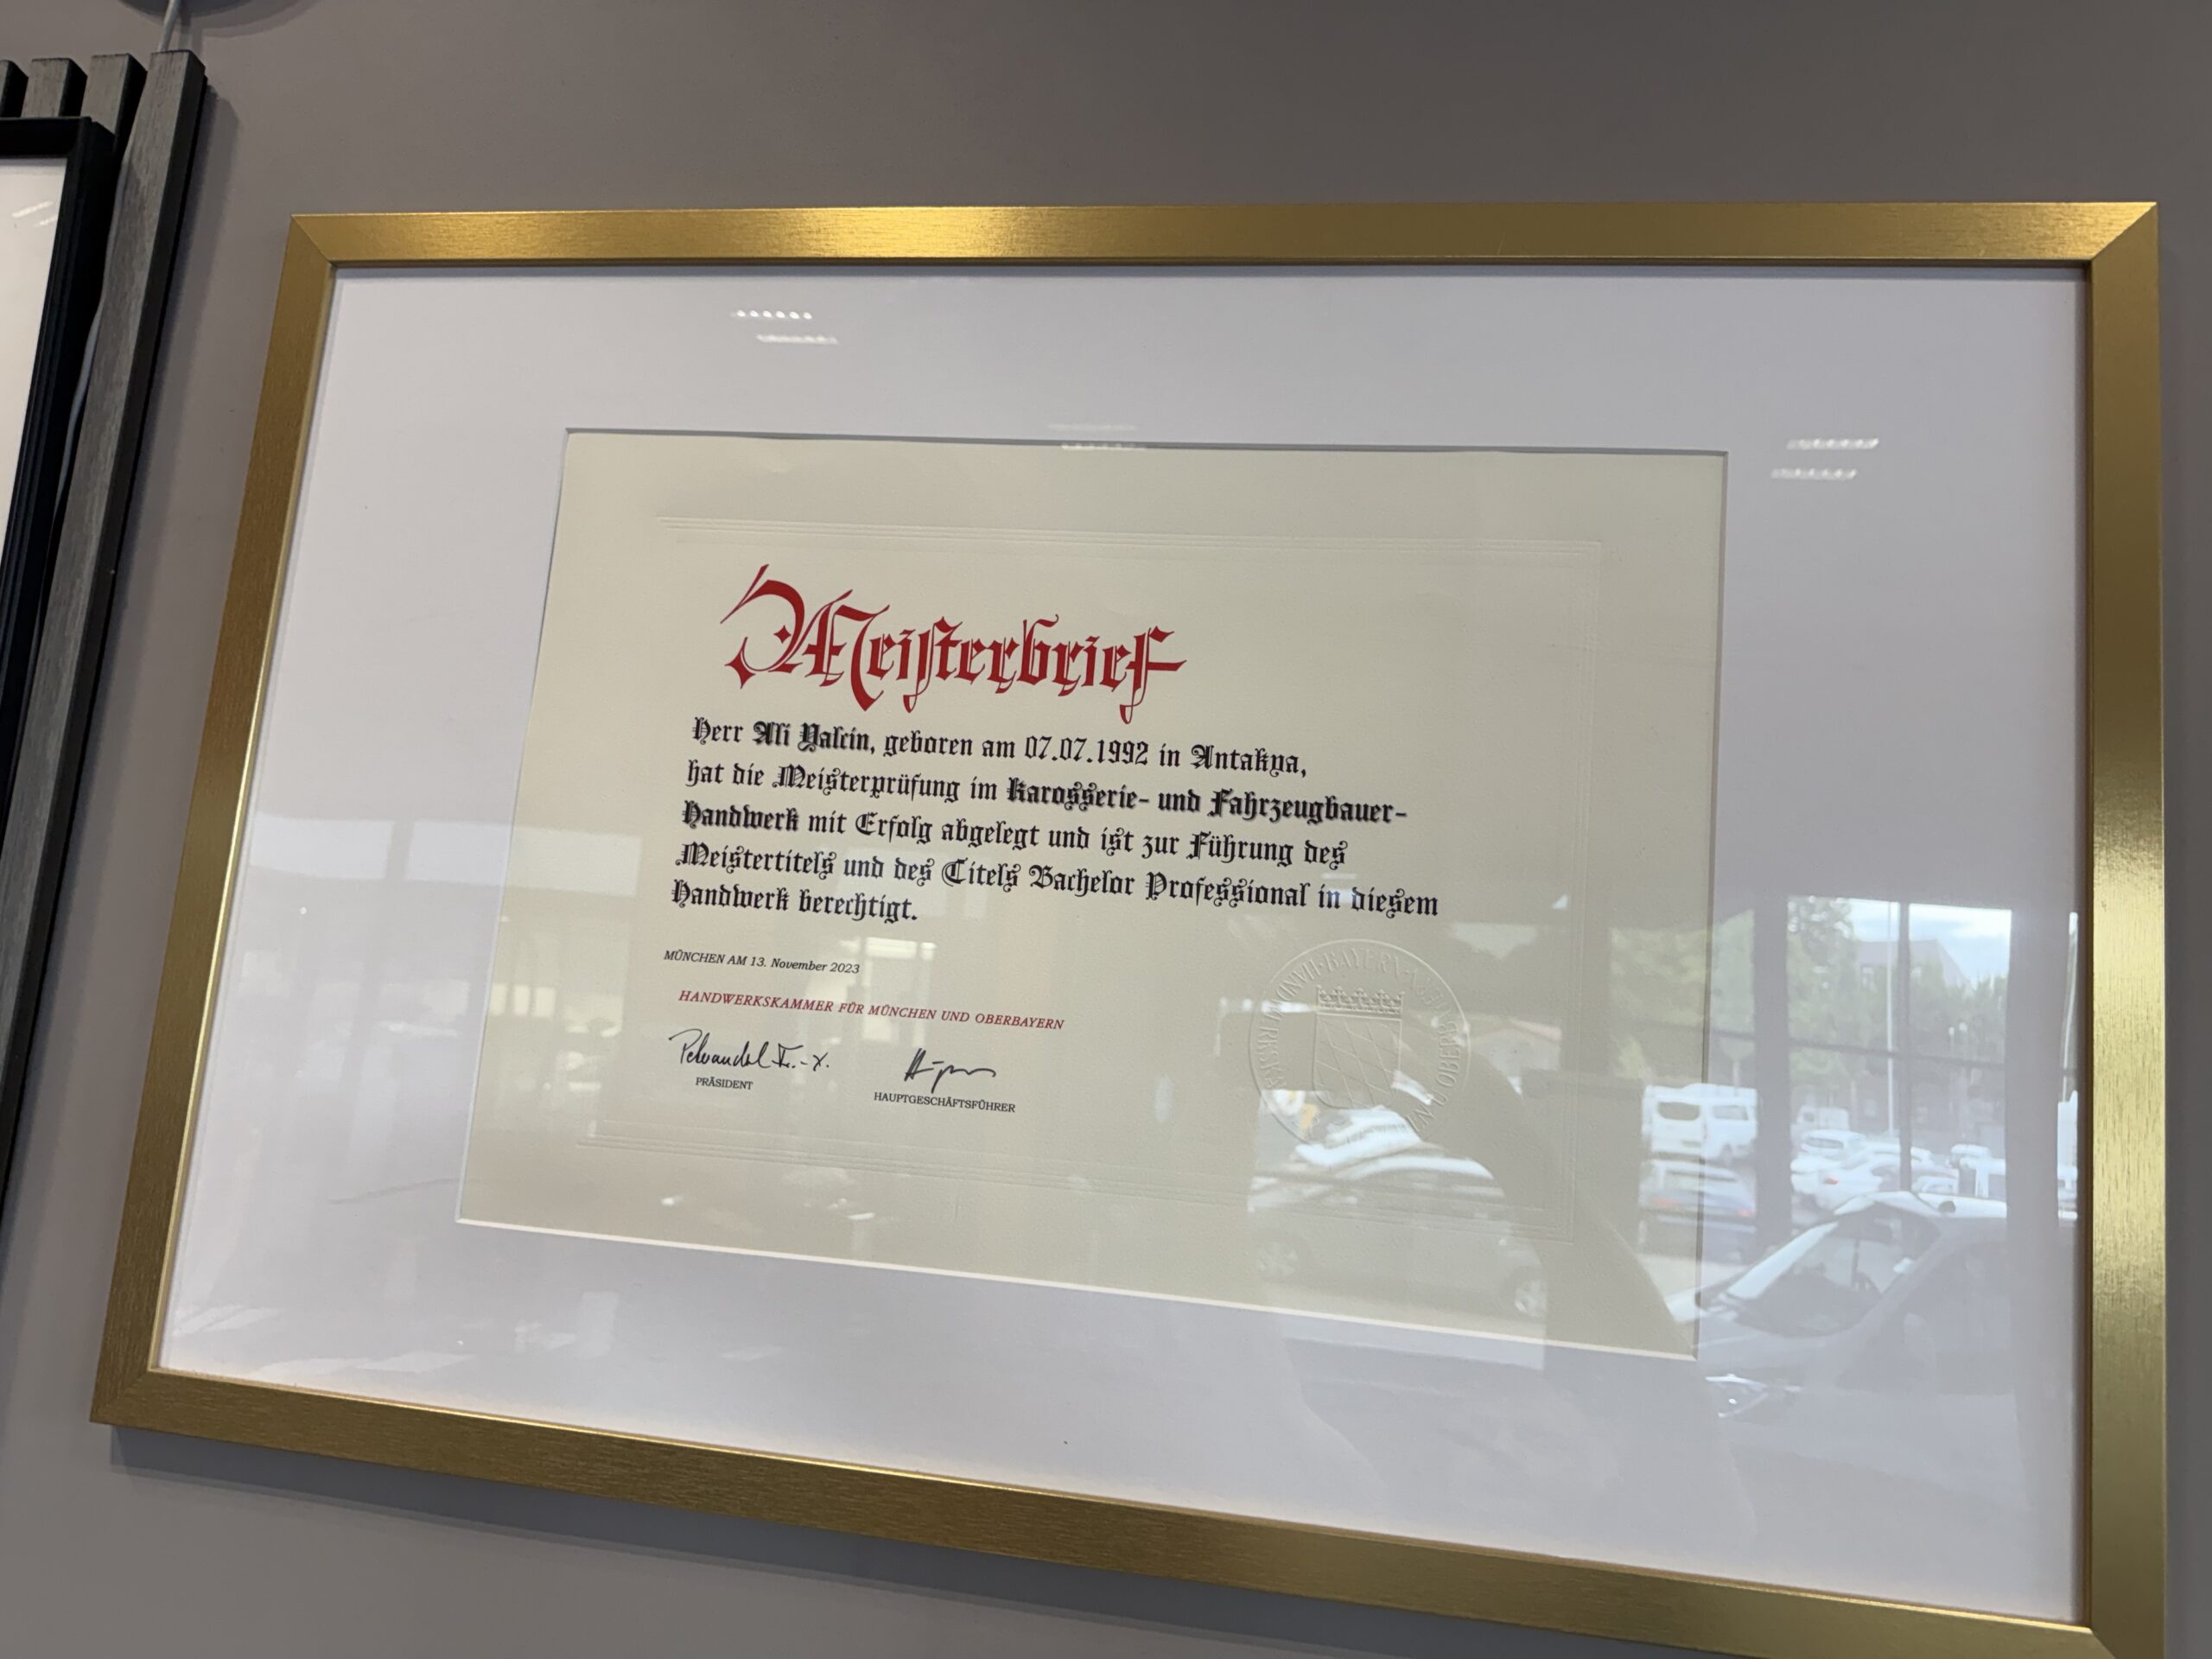 Meisterbrief
Herr Ali Yalcin, geboren am 07.07.1992 in Antakya,
hat die Meisterprüfung im Karosserie- und Fahrzeugbauer-
Handwerk mit Erfolg abgelegt und ist zur Führung des
Meistertitels und des Titels Bachelor Professional in diesem
Handwerk berechtigt.
MÜNCHEN AM 13. November 2023
HANDWERKSKAMMER FÜR MÜNCHEN UND OBERBAYERN
PRÄSIDENT
HAUPTGESCHÄFTSFÜHRER